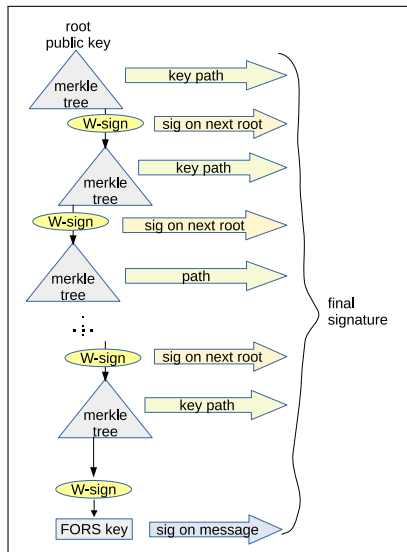 root
public key
merkle
tree
key path
W-sign
sig on next root
merkle
tree
key path
W-sign
sig on next root
merkle
tree
path
final
signature
W-sign
sig on next root
merkle
tree
key path
W-sign
FORS key
sig on message